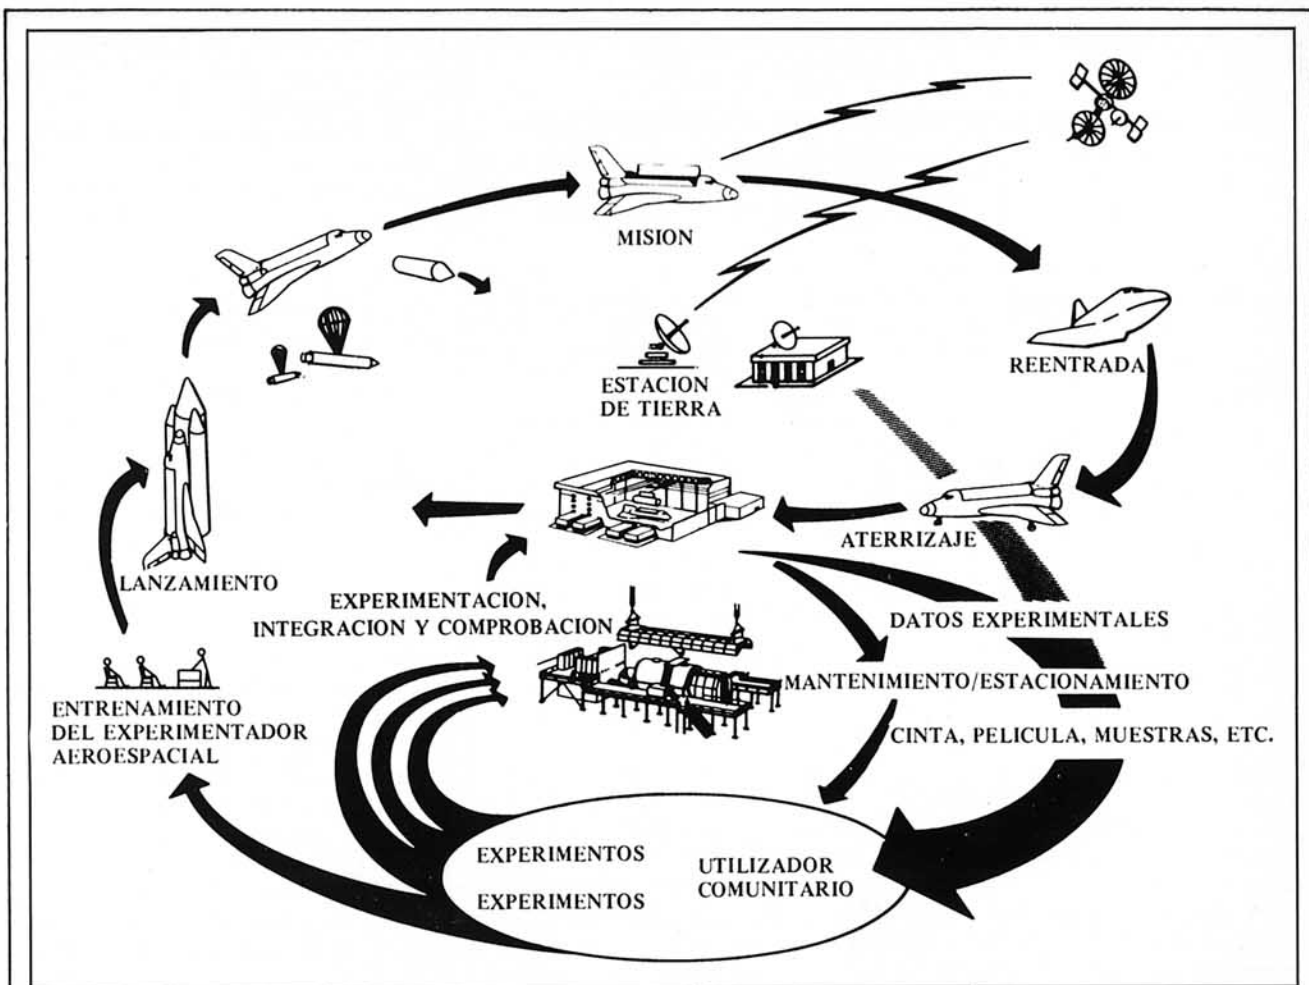 MISION
ESTACION
DE TIERRA
REENTRADA
ATERRIZAJE
LANZAMIENTO
EXPERIMENTACION,
INTEGRACION Y COMPROBACION
DATOS EXPERIMENTALES
MANTENIMIENTO/ESTACIONAMIENTO
CINTA, PELICULA, MUESTRAS, ETC.
ENTRENAMIENTO
DEL EXPERIMENTADOR
AEROESPACIAL
EXPERIMENTOS
EXPERIMENTOS
UTILIZADOR
COMUNITARIO